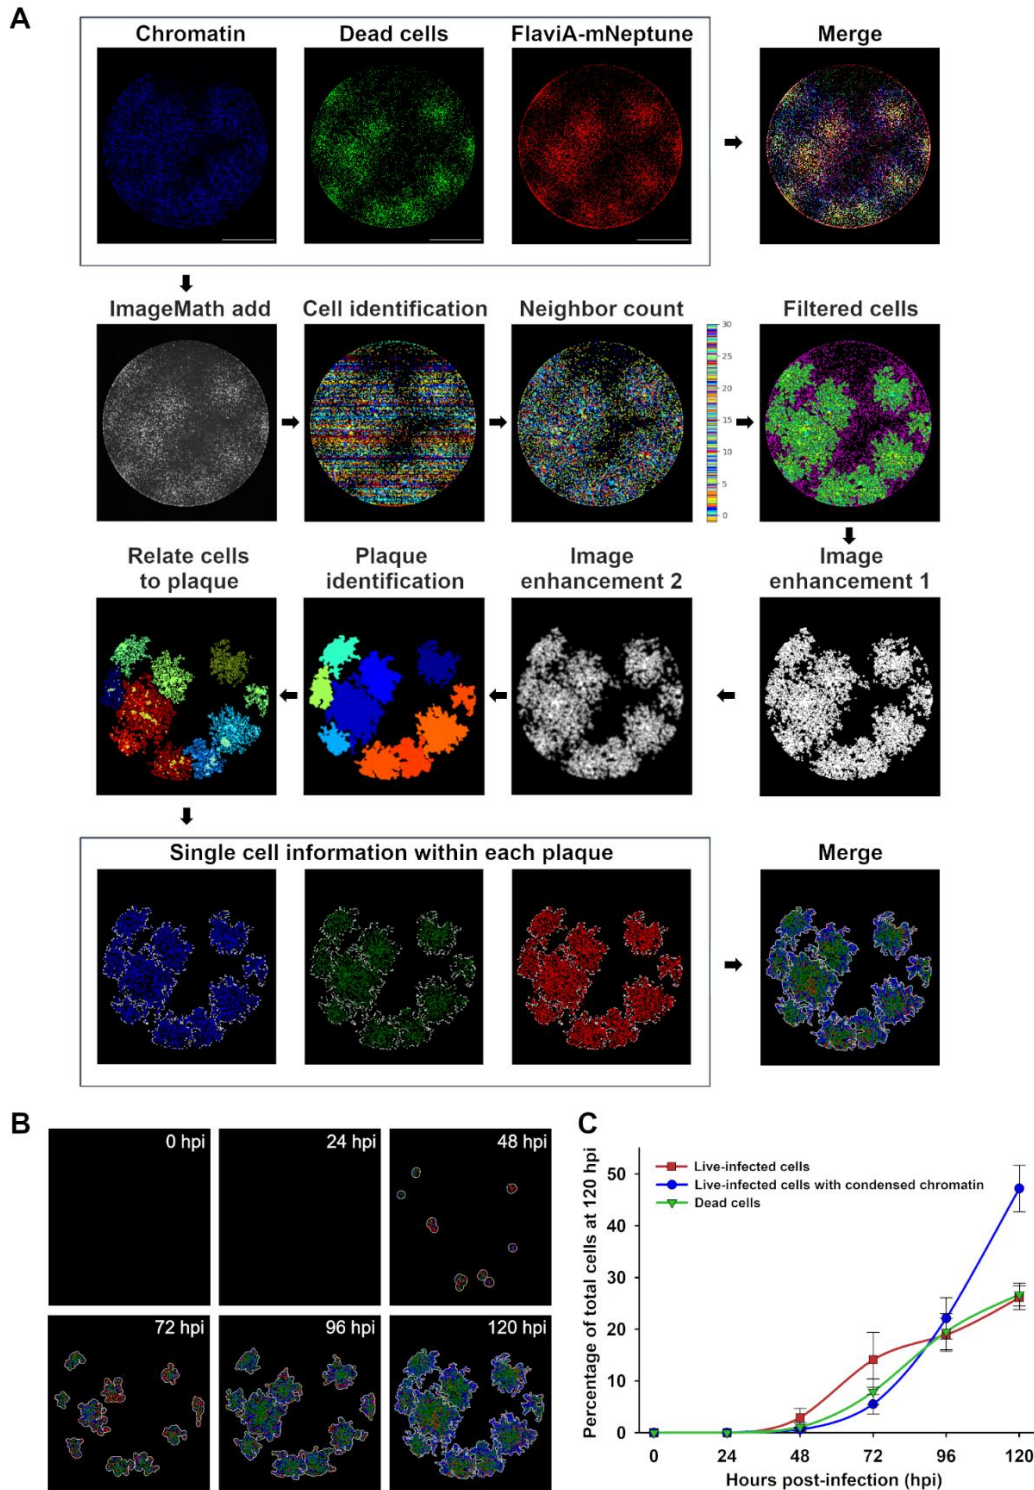 A
Chromatin
Dead cells
FlaviA-mNeptune
Merge
ImageMath add
Cell identification
Neighbor count
Filtered cells
30
25
20
15
10
5
0
Relate cells
to plaque
Plaque
identification
Image
enhancement 2
Image
enhancement 1
Single cell information within each plaque
Merge
B
0 hpi
24 hpi
48 hpi
72 hpi
96 hpi
120 hpi
C
Percentage of total cells at 120 hpi
50
40
30
20
10
0
Live-infected cells
Live-infected cells with condensed chromatin
Dead cells
0
24
48
72
96
120
Hours post-infection (hpi)